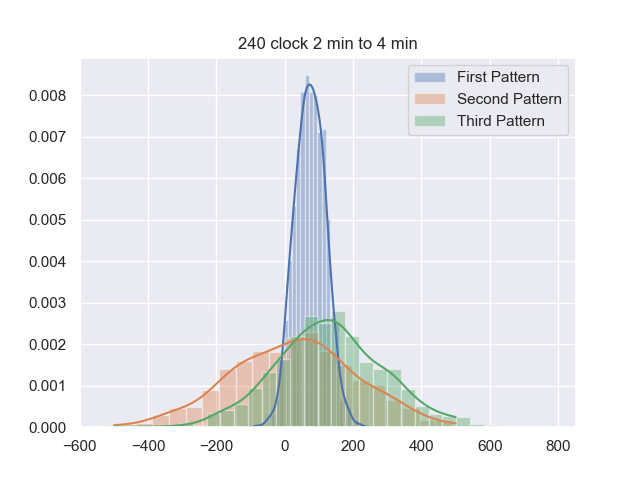 240 clock 2 min to 4 min
First Pattern
Second Pattern
Third Pattern
0.008
0.007
0.006
0.005
0.004
0.003
0.002
0.001
0.000
−600 −400 −200 0 200 400 600 800